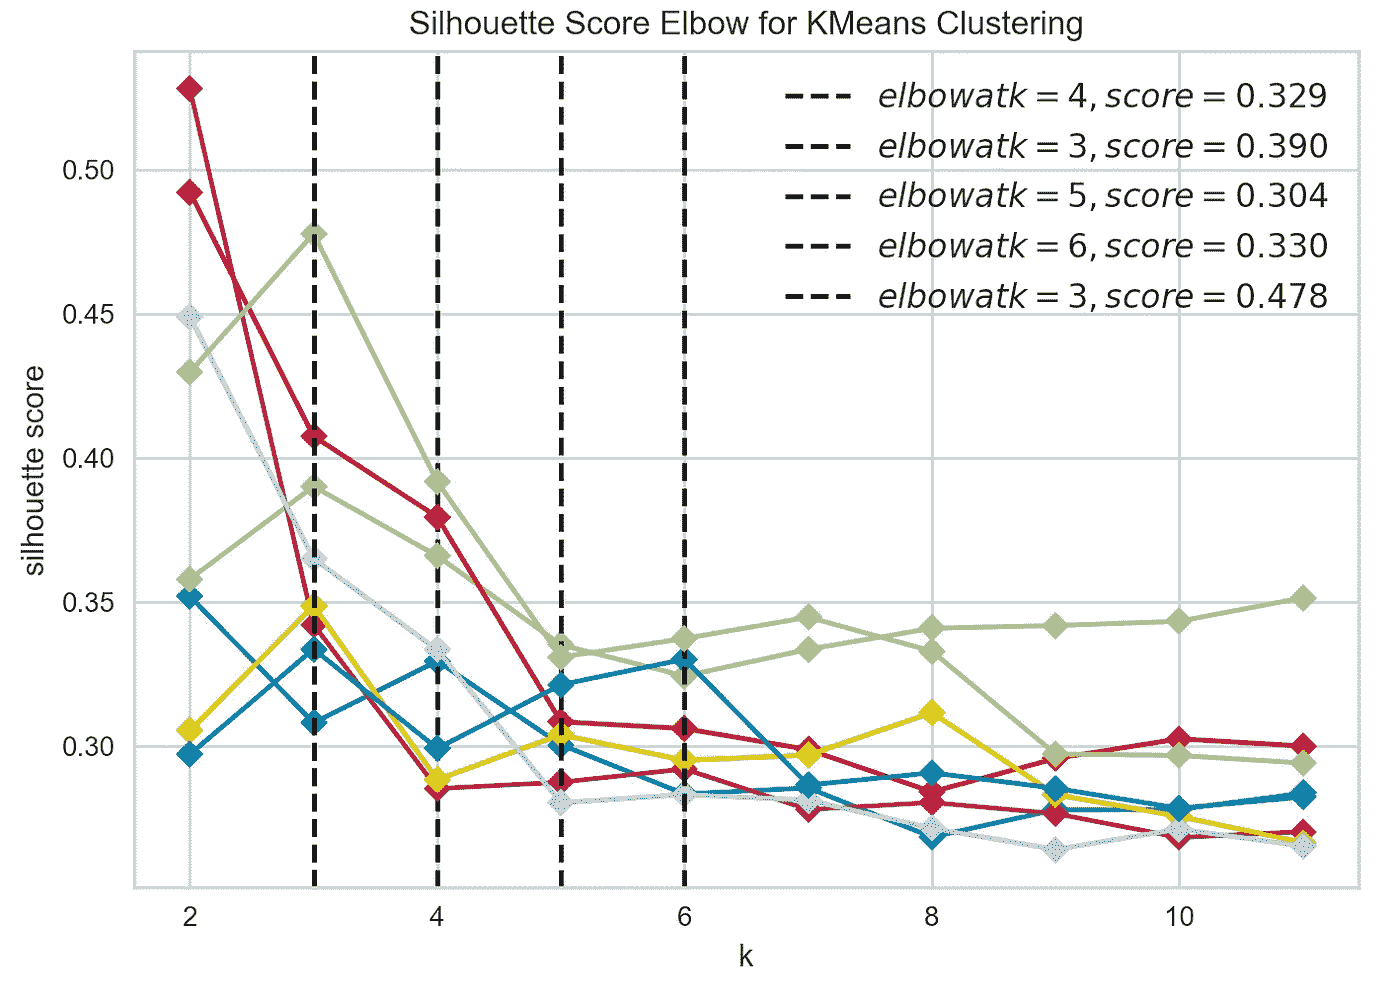 Silhouette Score Elbow for KMeans Clustering
elbowatk = 4, score = 0.329
elbowatk = 3, score = 0.390
elbowatk = 5, score = 0.304
elbowatk = 6, score = 0.330
elbowatk = 3, score = 0.478
silhouette score
0.50
0.45
0.40
0.35
0.30
2 4 6 8 10
k